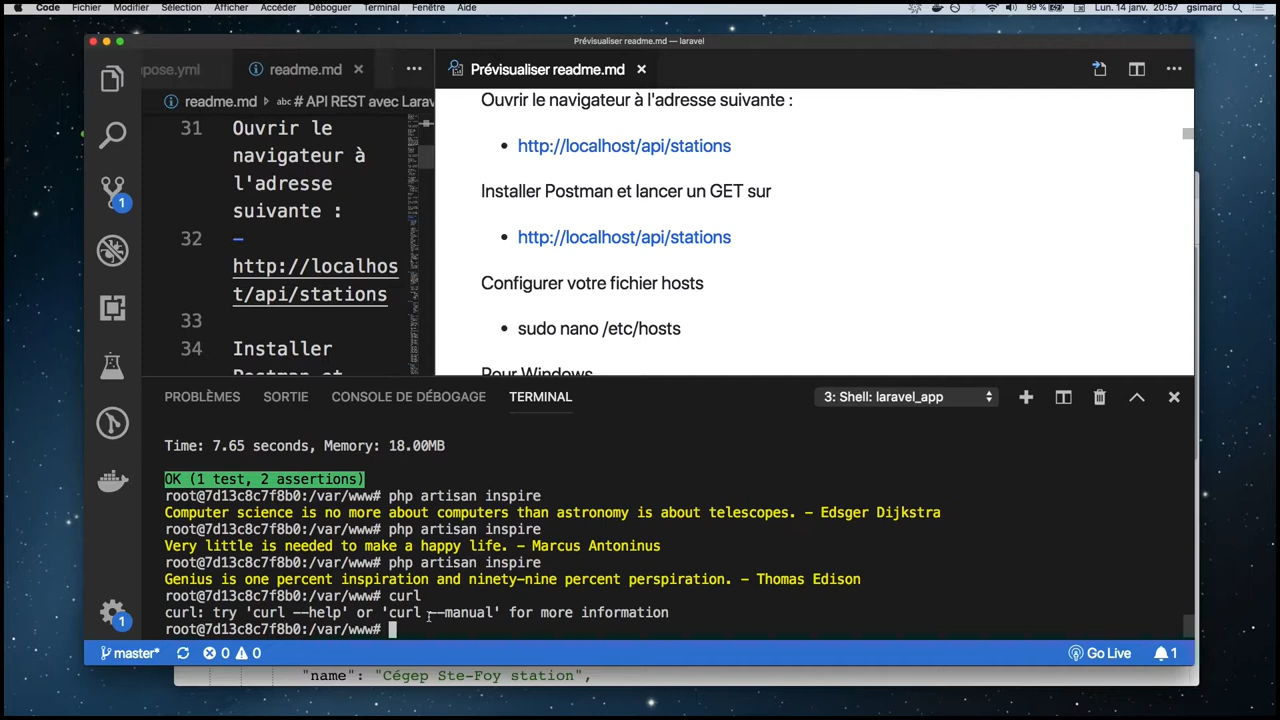 Code Fichier Modifier Sélection Afficher Accéder Déboguer Terminal Fenêtre Aide 99 % Lun. 14 janv. 20:57 gsimard
Prévisualiser readme.md — laravel
pose.yml readme.md Prévisualiser readme.md
readme.md abc # API REST avec Larav
31 Ouvrir le
navigateur à
l'adresse
suivante :
32 –
http://localhos
t/api/stations
33
34 Installer
Postman et
Ouvrir le navigateur à l'adresse suivante :
• http://localhost/api/stations
Installer Postman et lancer un GET sur
• http://localhost/api/stations
Configurer votre fichier hosts
• sudo nano /etc/hosts
Pour Windows
1
1
PROBLÈMES SORTIE CONSOLE DE DÉBOGAGE TERMINAL 3: Shell: laravel_app
Time: 7.65 seconds, Memory: 18.00MB
OK (1 test, 2 assertions)
root@7d13c8c7f8b0:/var/www# php artisan inspire
Computer science is no more about computers than astronomy is about telescopes. – Edsger Dijkstra
root@7d13c8c7f8b0:/var/www# php artisan inspire
Very little is needed to make a happy life. – Marcus Antoninus
root@7d13c8c7f8b0:/var/www# php artisan inspire
Genius is one percent inspiration and ninety-nine percent perspiration. – Thomas Edison
root@7d13c8c7f8b0:/var/www# curl
curl: try 'curl --help' or 'curl --manual' for more information
root@7d13c8c7f8b0:/var/www#
master* 0 0 Go Live 1
"name": "Cégep Ste-Foy station",